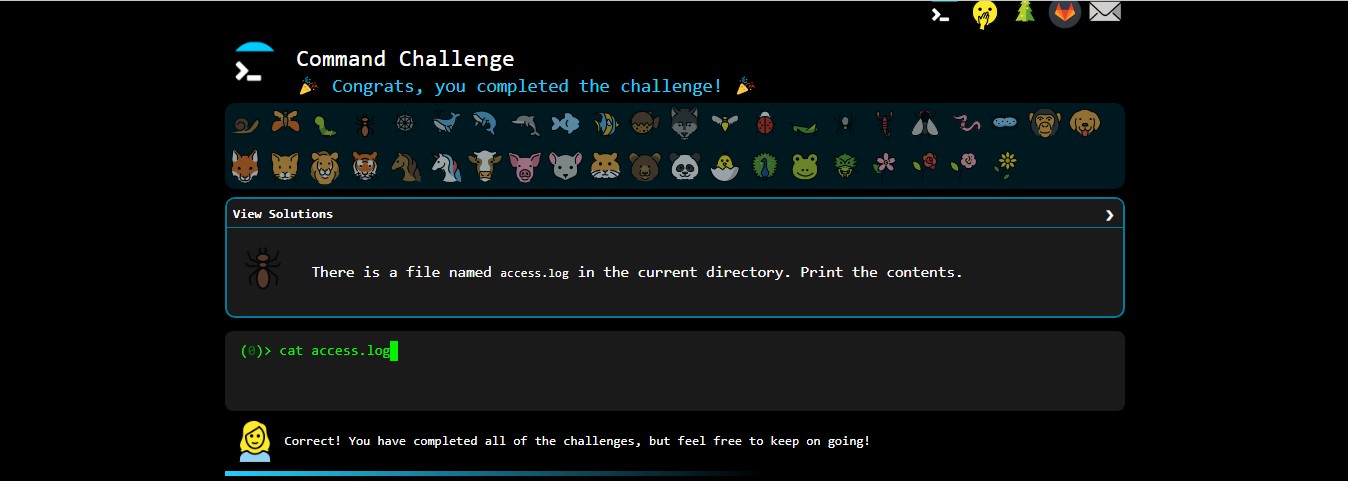 Command Challenge
Congrats, you completed the challenge!
View Solutions
There is a file named access.log in the current directory. Print the contents.
(0)> cat access.log
Correct! You have completed all of the challenges, but feel free to keep on going!